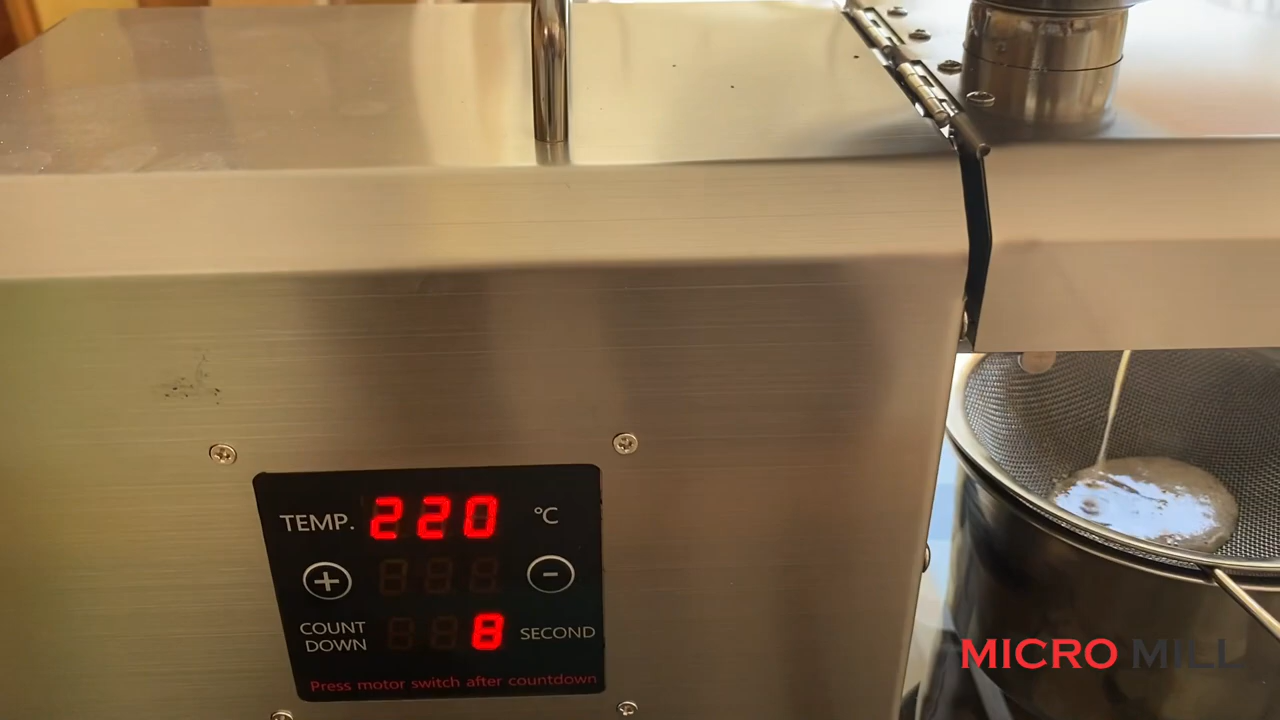 TEMP. 220 °C
+ -
COUNT DOWN 8 SECOND
Press motor switch after countdown
MICRO MILL